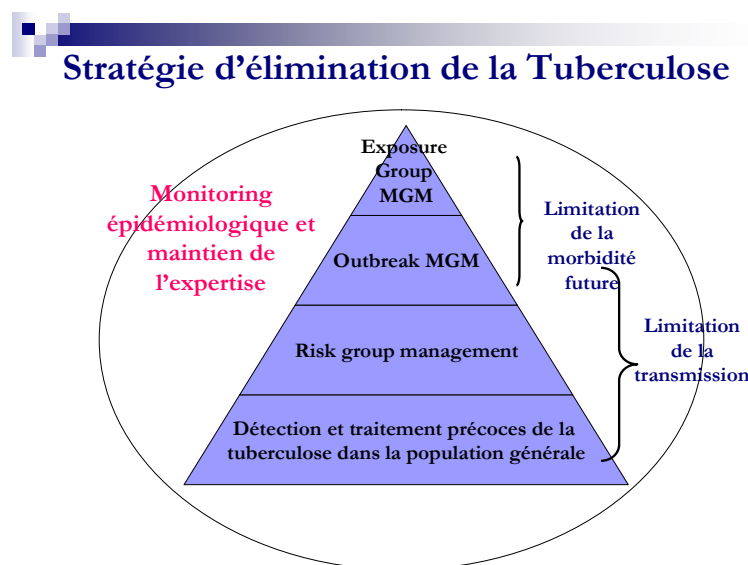 Stratégie d'élimination de la Tuberculose
Exposure
Group
MGM
Monitoring
épidémiologique et
maintien de
l'expertise
Limitation
de la
morbidité
future
Outbreak MGM
Risk group management
Limitation
de la
transmission
Détection et traitement précoces de la
tuberculose dans la population générale